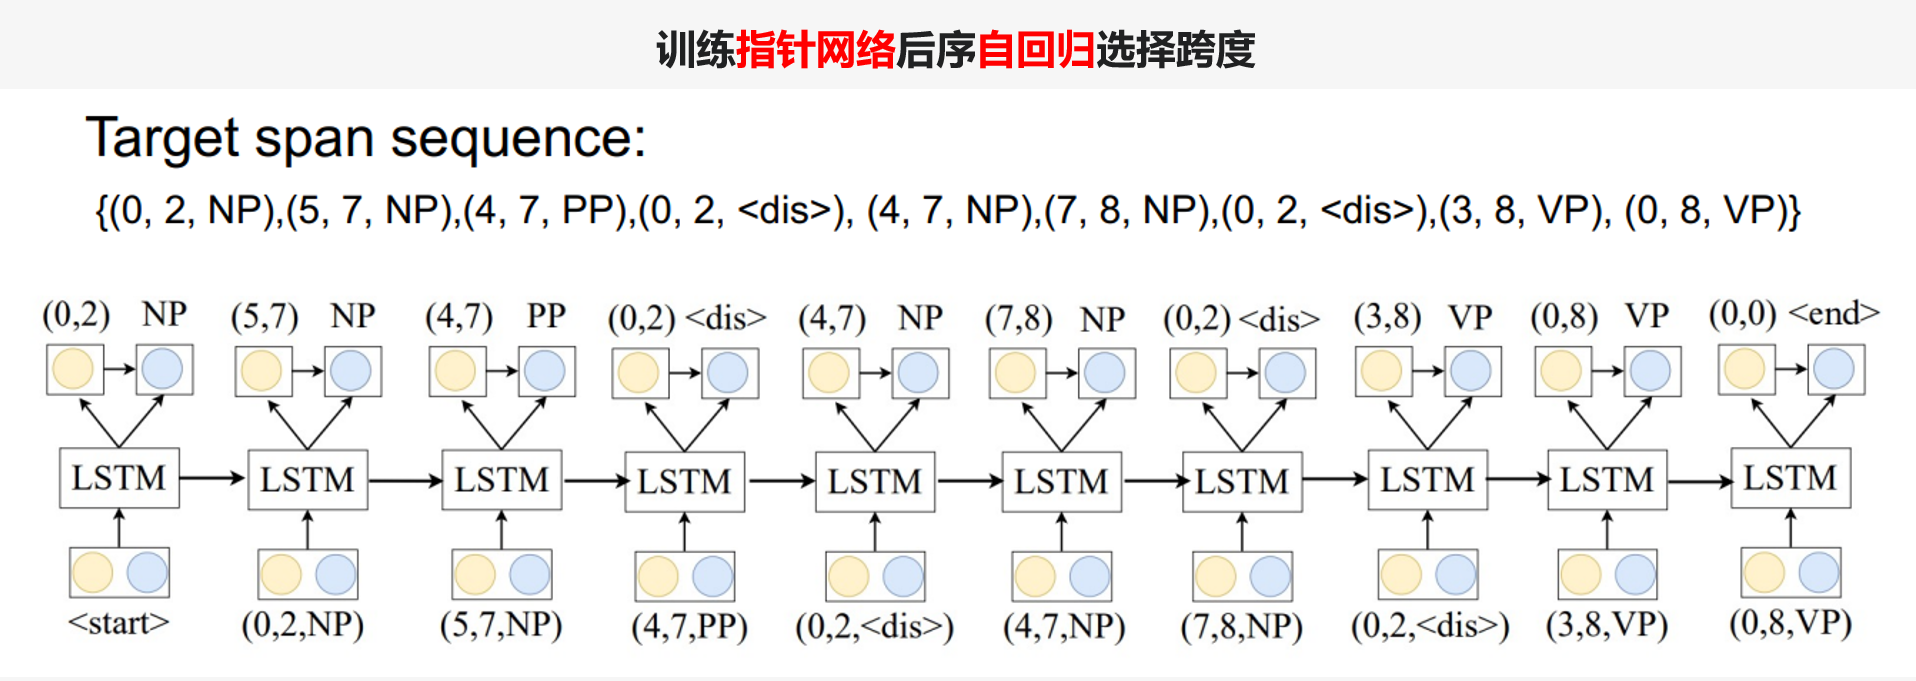 训练指针网络后序自回归选择跨度
Target span sequence:
{(0, 2, NP),(5, 7, NP),(4, 7, PP),(0, 2, <dis>), (4, 7, NP),(7, 8, NP),(0, 2, <dis>),(3, 8, VP), (0, 8, VP)}
(0,2) NP (5,7) NP (4,7) PP (0,2) <dis> (4,7) NP (7,8) NP (0,2) <dis> (3,8) VP (0,8) VP (0,0) <end>
LSTM LSTM LSTM LSTM LSTM LSTM LSTM LSTM LSTM LSTM
<start> (0,2,NP) (5,7,NP) (4,7,PP) (0,2,<dis>) (4,7,NP) (7,8,NP) (0,2,<dis>) (3,8,VP) (0,8,VP)